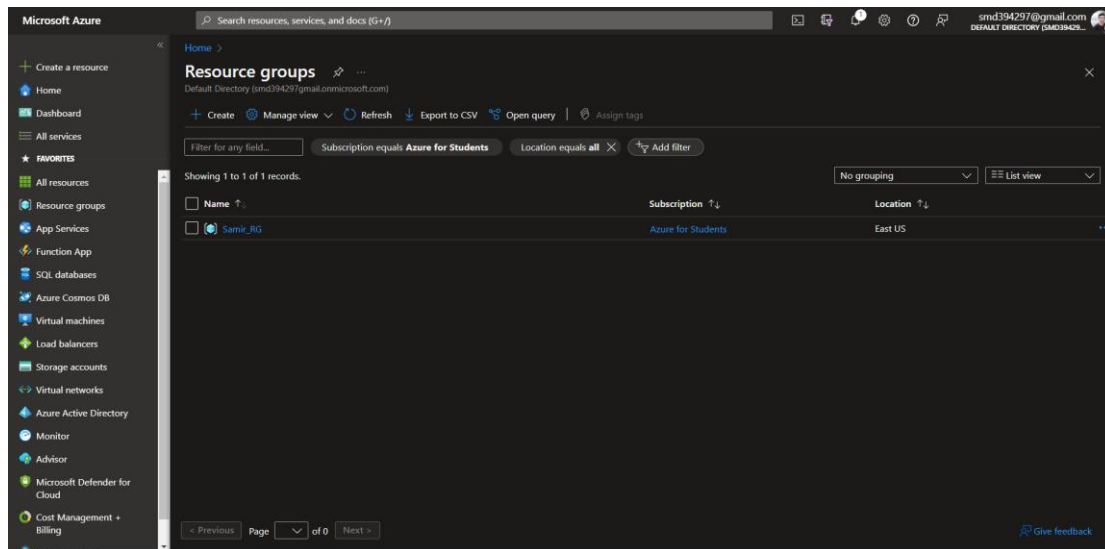 Microsoft Azure
Search resources, services, and docs (G+/)
1
smd394297@gmail.com
DEFAULT DIRECTORY (SMD39429...
Create a resource
Home
Dashboard
All services
FAVORITES
All resources
Resource groups
App Services
Function App
SQL databases
Azure Cosmos DB
Virtual machines
Load balancers
Storage accounts
Virtual networks
Azure Active Directory
Monitor
Advisor
Microsoft Defender for
Cloud
Cost Management +
Billing
Home >
Resource groups ...
Default Directory (smd394297gmail.onmicrosoft.com)
Create Manage view Refresh Export to CSV Open query | Assign tags
Filter for any field... Subscription equals Azure for Students Location equals all Add filter
Showing 1 to 1 of 1 records. No grouping List view
Name Subscription Location
Samir_RG Azure for Students East US
< Previous Page of 0 Next >
Give feedback